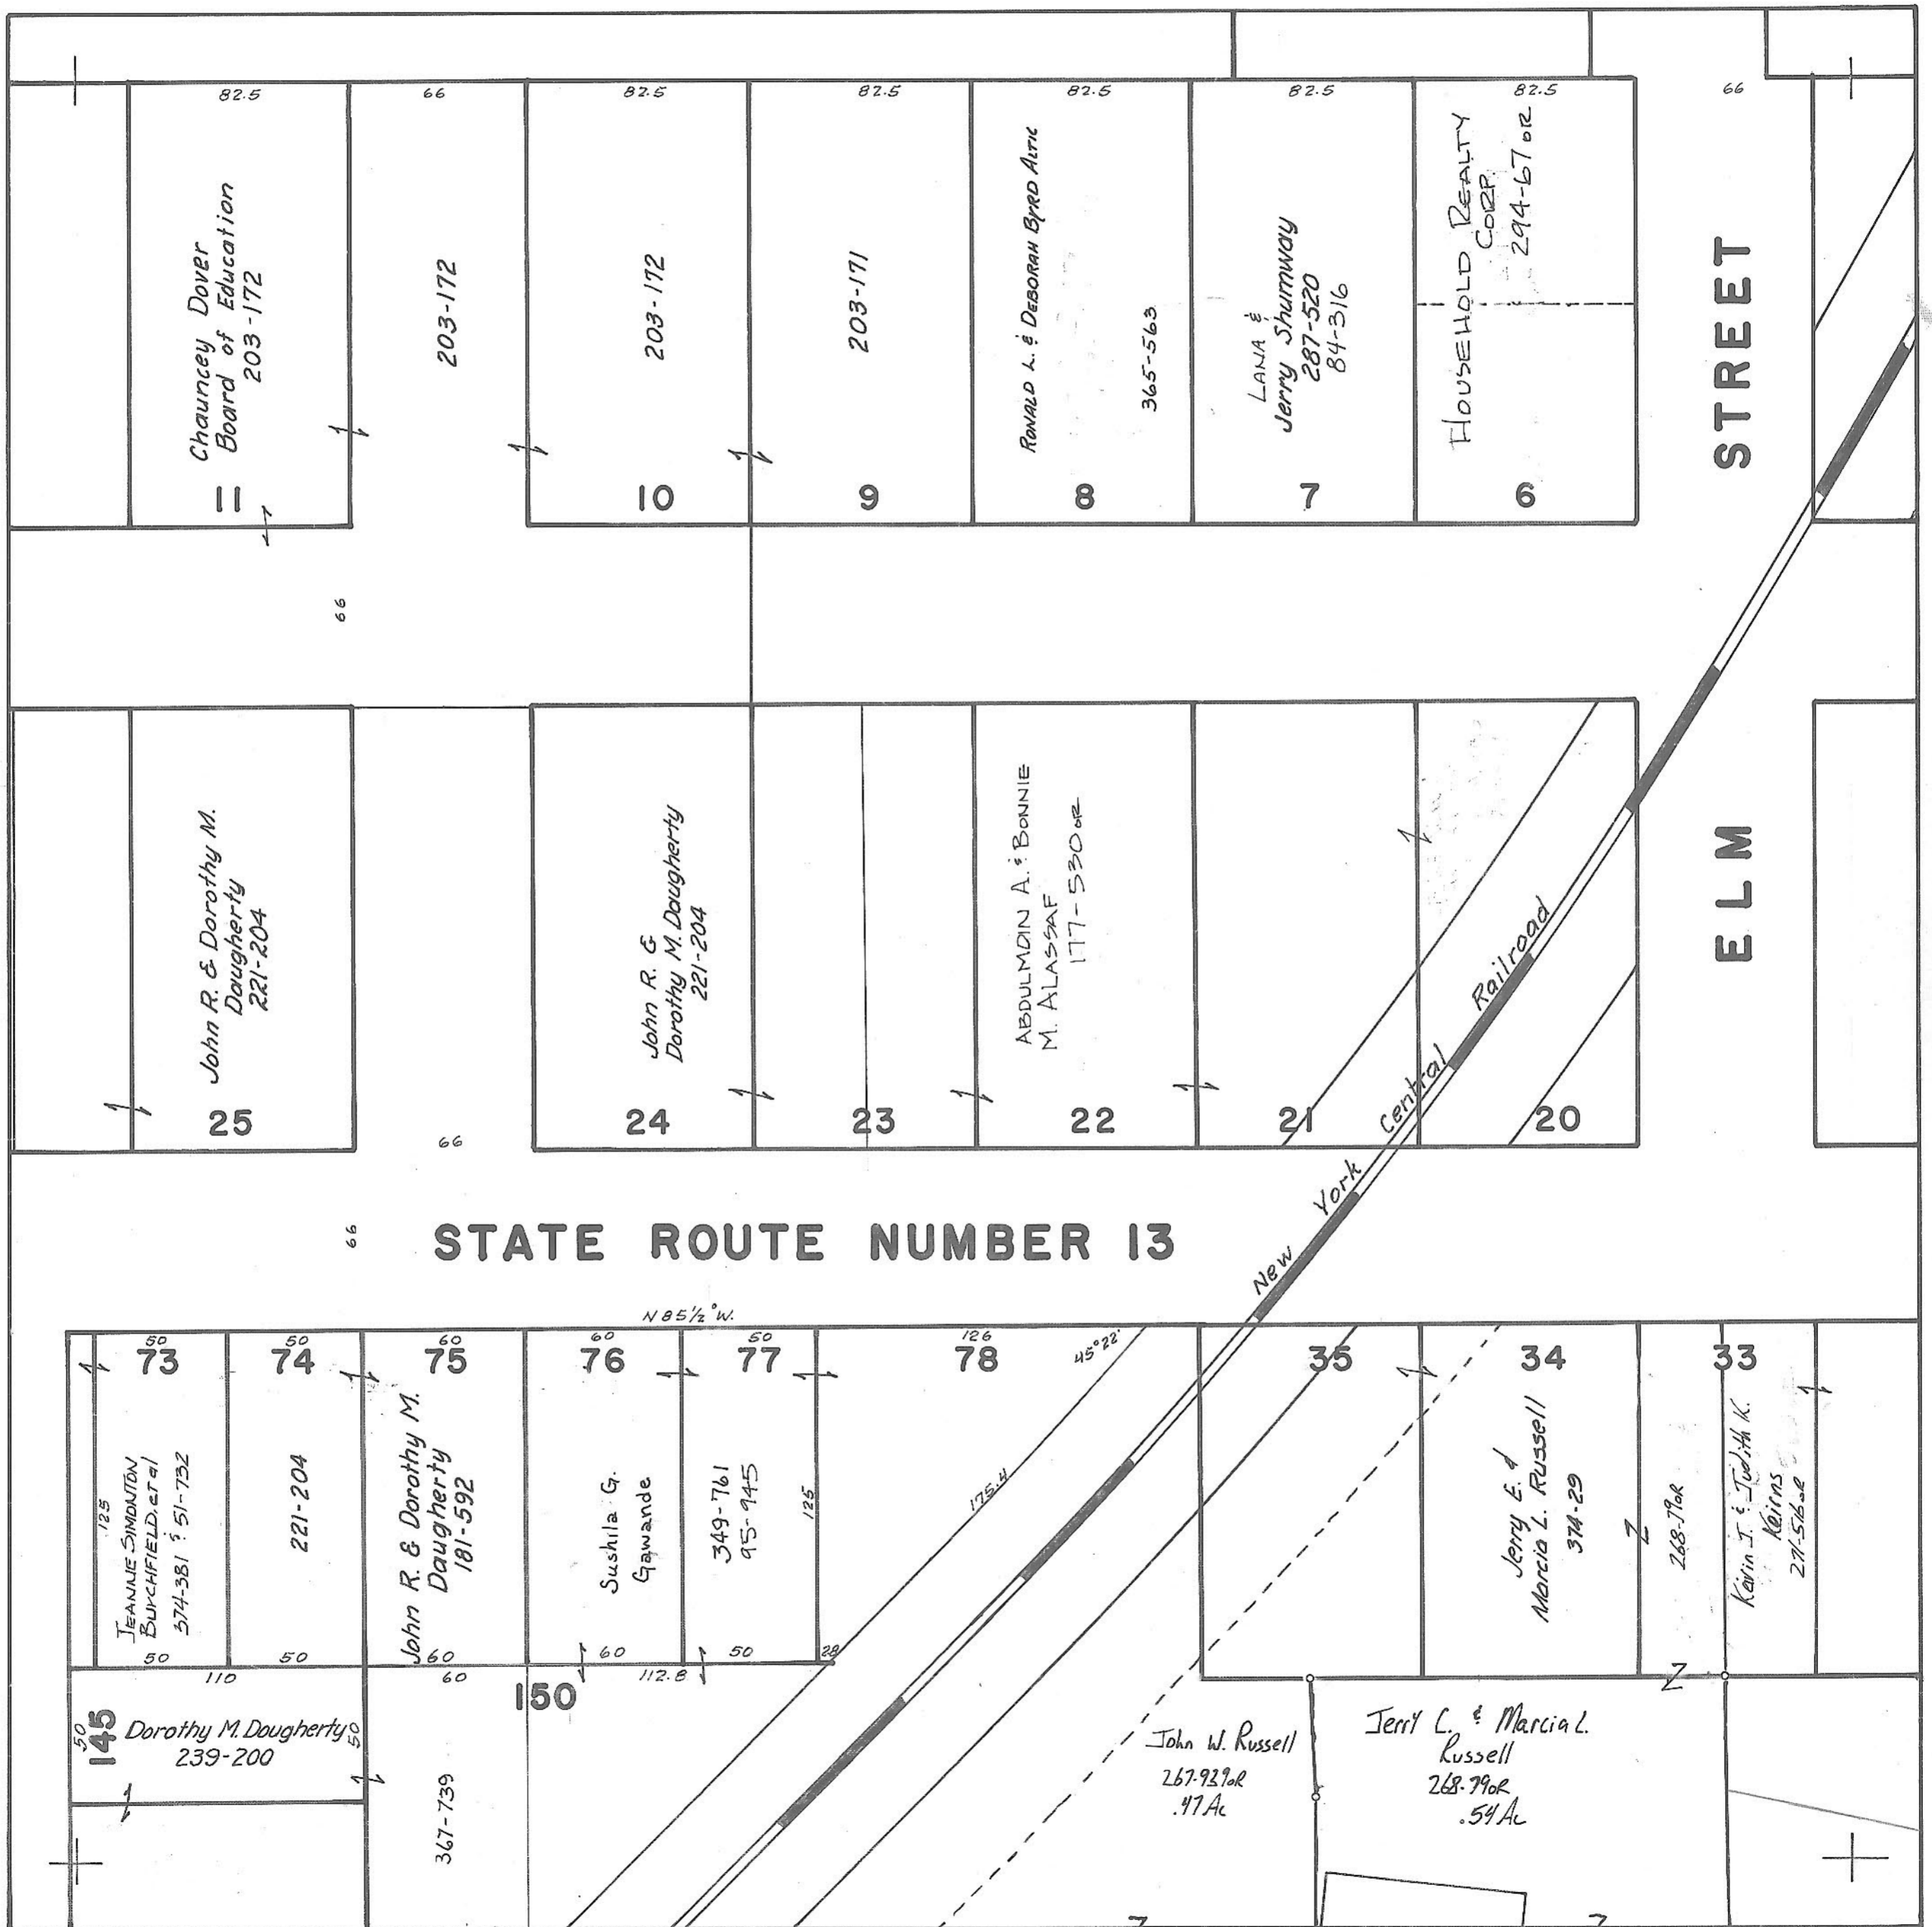 82.5
66
82.5
82.5
82.5
82.5
82.5
66
Chauncey Dover
Board of Education
203-172
=
203-172
203-172
10
203-171
9
RONALD L. & DEBORAH BYRD ALTIC
365-563
8
LANA &
Jerry Shumway
287-520
84-316
7
HOUSEHOLD REALTY
CORP.
294-67 OR
6
ELM STREET
66
John R. & Dorothy M.
Daugherty
221-204
25
66
John R. &
Dorothy M. Daugherty
221-204
24
23
ABDULMOIN A. & BONNIE
M. ALASSAF
177-530 OR
22
21
20
New York Central Railroad
66
STATE ROUTE NUMBER 13
N 85½° W.
50
73
125
JEANNE SIMONTON
BURCHFIELD, et al
374-381 & 51-732
50
50
74
221-204
50
60
75
John R. & Dorothy M.
Daugherty
181-592
60
60
76
Sushila G.
Gawande
60
50
77
349-761
95-945
50
125
126
78
45°22'
175.4
28
35
34
Jerry E. &
Marcia L. Russell
374-29
33
268-79 OR
Kevin J. & Judith K.
Keirns
271-516 OR
110
60
112.8
145
50
Dorothy M. Daugherty
239-200
50
150
367-739
John W. Russell
267-939 OR
.47 Ac
Jerry C. & Marcia L.
Russell
268-79 OR
.54 Ac